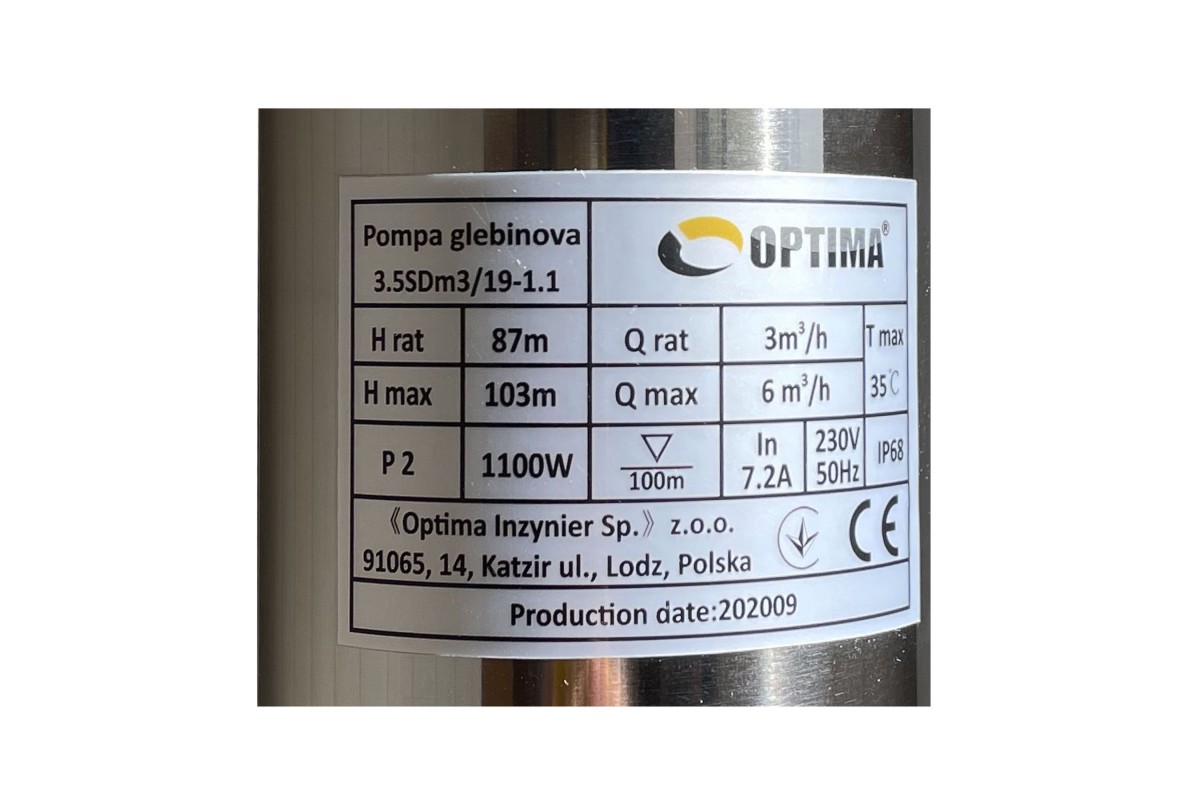 Pompa glebinova
3.5SDm3/19-1.1
OPTIMA®
H rat 87m Q rat 3m³/h T max
H max 103m Q max 6 m³/h 35℃
P 2 1100W 100m In 7.2A 230V 50Hz IP68
《Optima Inzynier Sp.》 z.o.o.
91065, 14, Katzir ul., Lodz, Polska
CE
Production date:202009